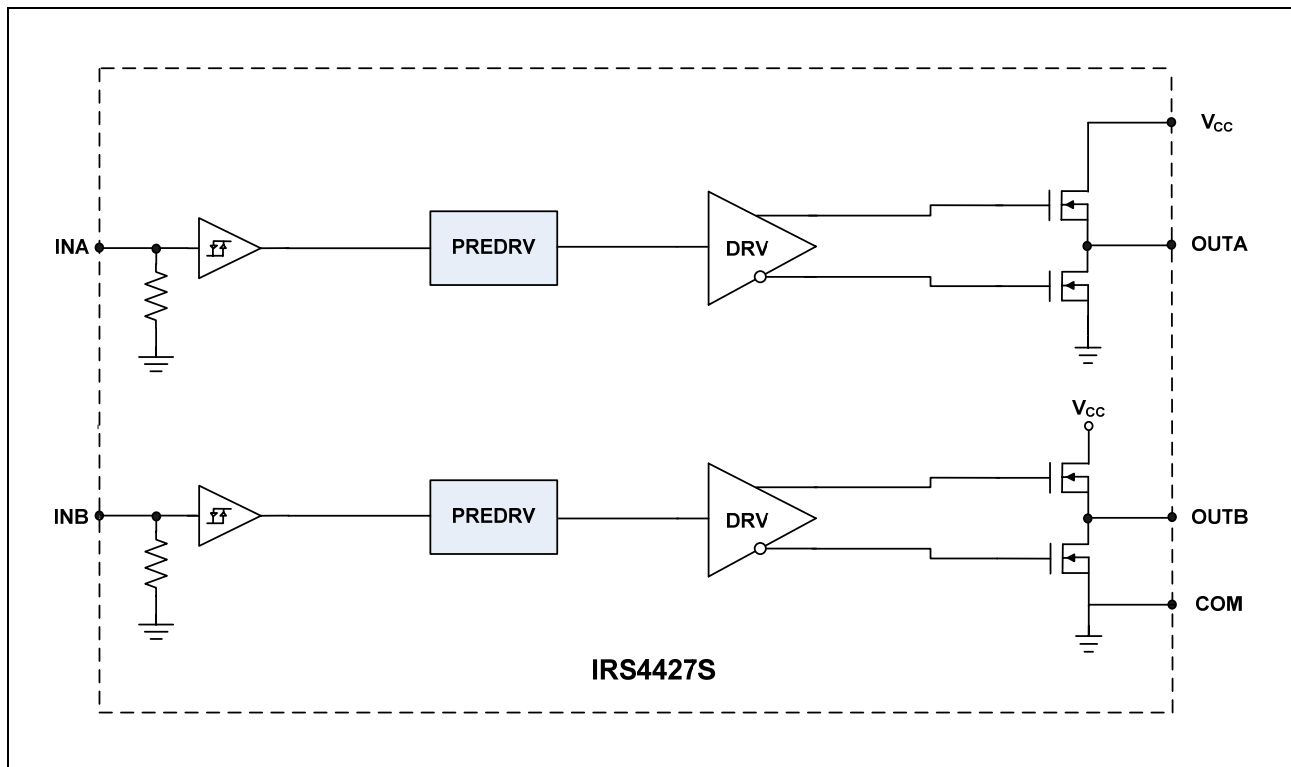 VCC
INA
PREDRV
DRV
OUTA
VCC
INB
PREDRV
DRV
OUTB
COM
IRS4427S